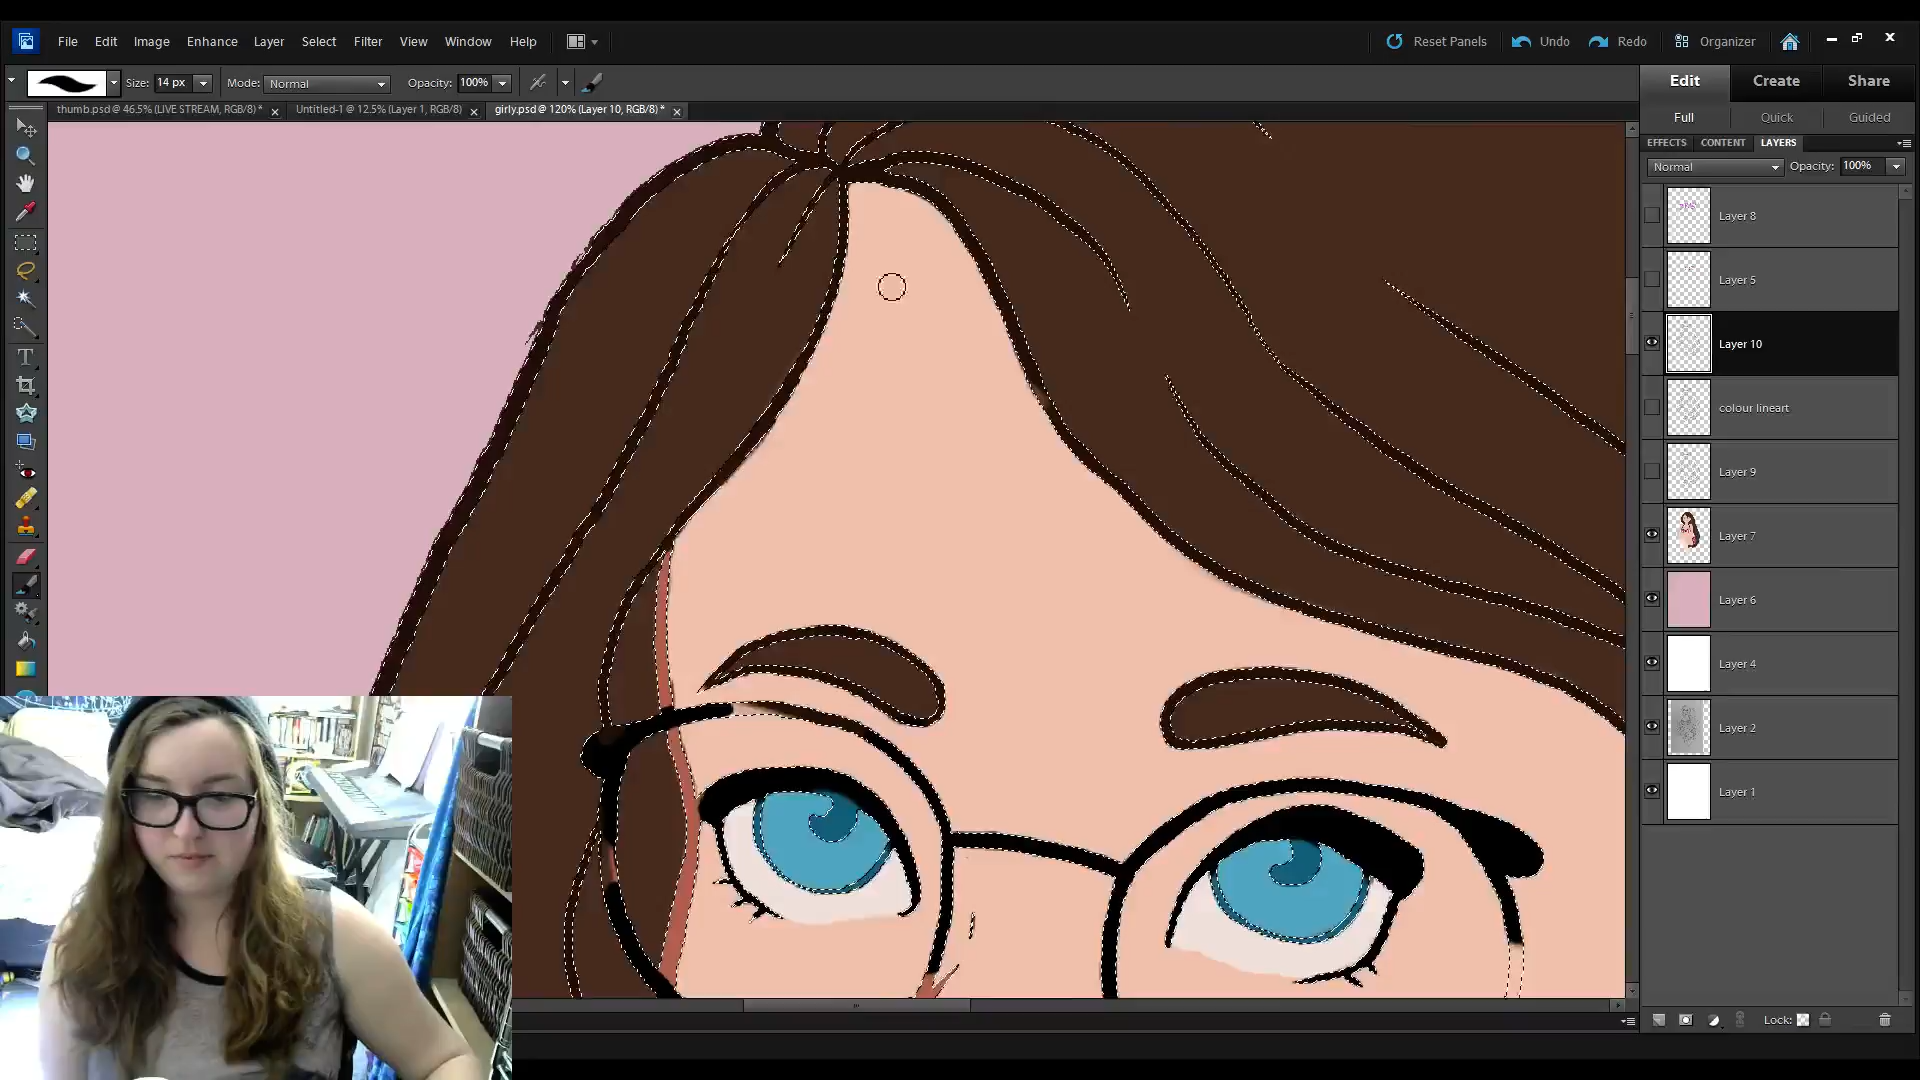 File Edit Image Enhance Layer Select Filter View Window Help
Reset Panels Undo Redo Organizer
Size: 14 px Mode: Normal Opacity: 100%
Edit Create Share
thumb.psd @ 46.5% (LIVE STREAM, RGB/8) * Untitled-1 @ 12.5% (Layer 1, RGB/8) girly.psd @ 120% (Layer 10, RGB/8) *
Full Quick Guided
EFFECTS CONTENT LAYERS
Normal Opacity: 100%
Layer 8
Layer 5
Layer 10
colour lineart
Layer 9
Layer 7
Layer 6
Layer 4
Layer 2
Layer 1
Lock: